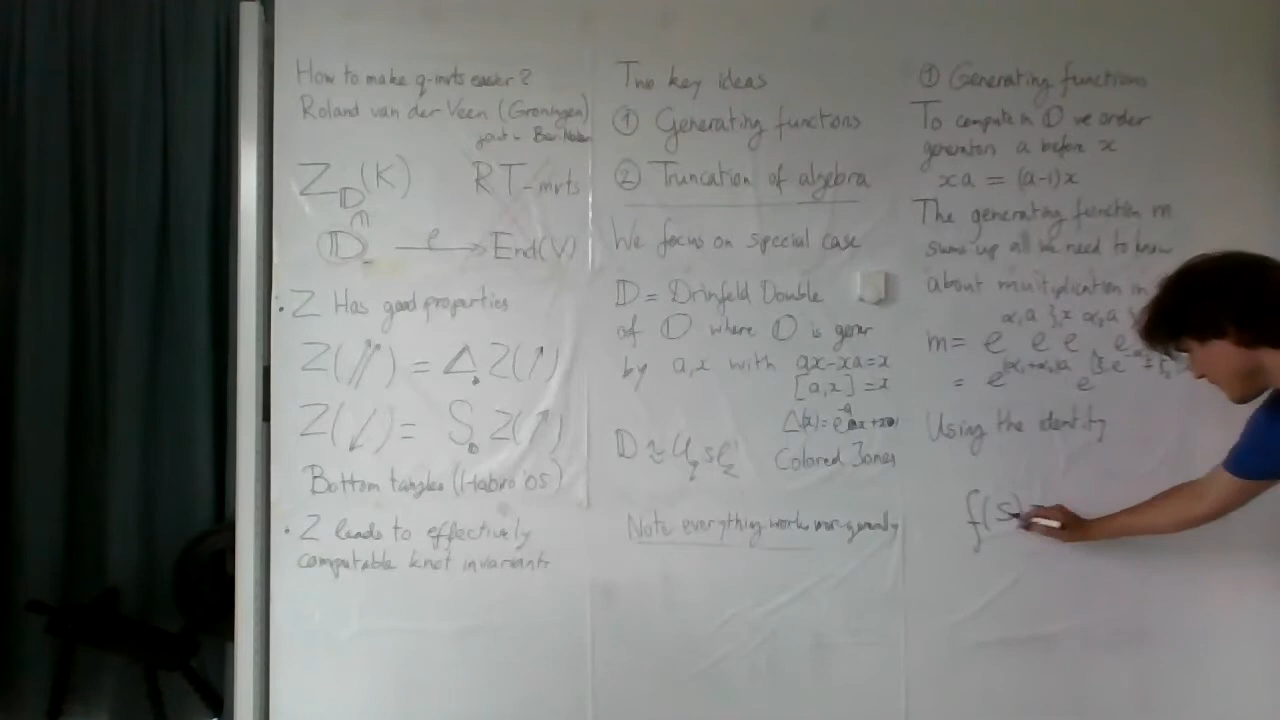 How to make q-invts easier?
Roland van der Veen (Groningen)
joint w
Z_D(K) RT-invts
D → End(V)
• Z Has good properties
Z(//) = Δ Z(/)
Z(↙) = S Z(↗)
Bottom tangles (Habiro '05)
• Z leads to effectively
computable knot invariants
Two key ideas
① Generating functions
② Truncation of algebra
We focus on special case
D = Drinfeld Double
of D where D is gener
by a,x with ax-xa=x
[a,x] = x
D ≈ U_q sl_2 Colored Jones
Note everything works more generally
① Generating functions
To compute in D we order
generators a before x
xa = (a-1)x
The generating function m
sums up all we need to know
about multiplication in
m = e e e e
Using the identity
f(s)